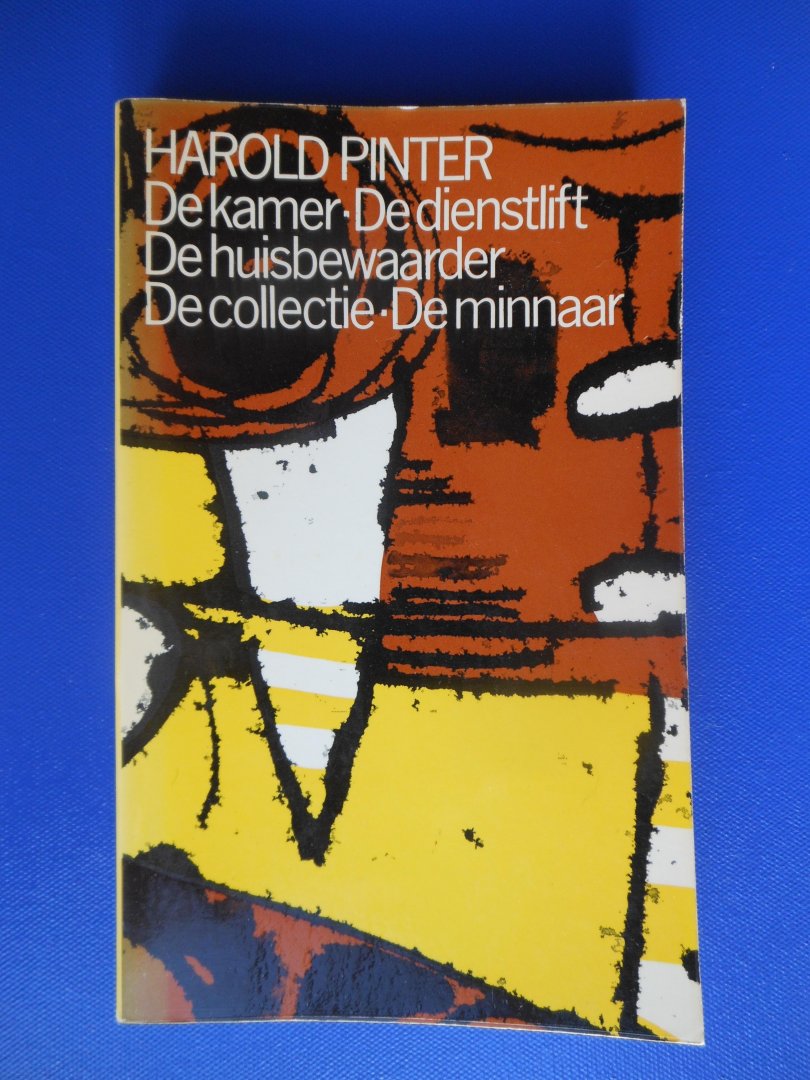 HAROLD PINTER
De kamer · De dienstlift
De huisbewaarder
De collectie · De minnaar